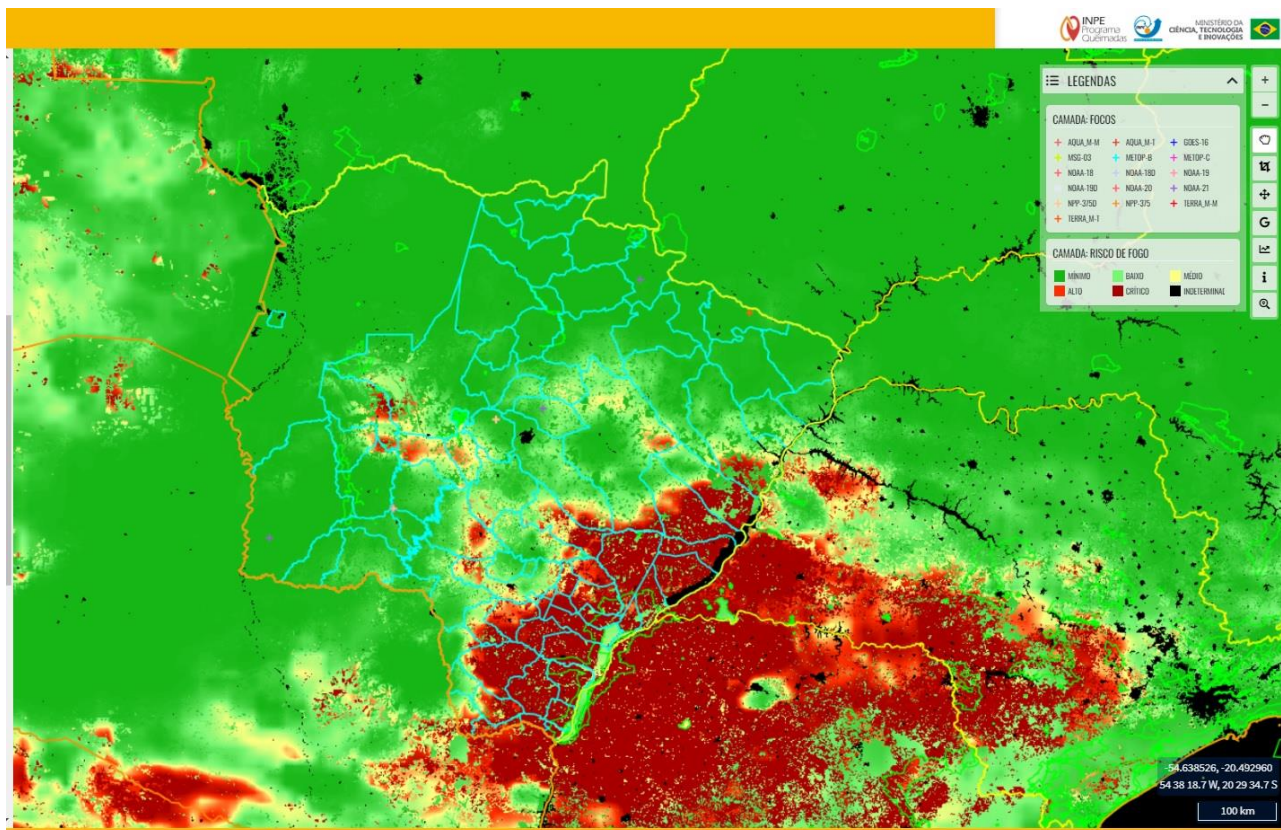 INPE
Programa
Queimadas
MINISTÉRIO DA
CIÊNCIA, TECNOLOGIA
E INOVAÇÕES
LEGENDAS
CAMADA: FOCOS
+ AQUA_M-M + AQUA_M-T + GOES-16
+ MSG-03 + METOP-B + METOP-C
+ NOAA-18 + NOAA-18D + NOAA-19
+ NOAA-19D + NOAA-20 + NOAA-21
+ NPP-375D + NPP-375 + TERRA_M-M
+ TERRA_M-T
CAMADA: RISCO DE FOGO
MÍNIMO BAIXO MÉDIO
ALTO CRÍTICO INDETERMINAD
+
−
G
i
-54.638526, -20.492960
54 38 18.7 W, 20 29 34.7 S
100 km